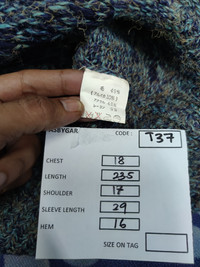 ASBYGAR
CODE : T37
CHEST 18
LENGTH 23.5
SHOULDER 17
SLEEVE LENGTH 29
HEM 16
SIZE ON TAG